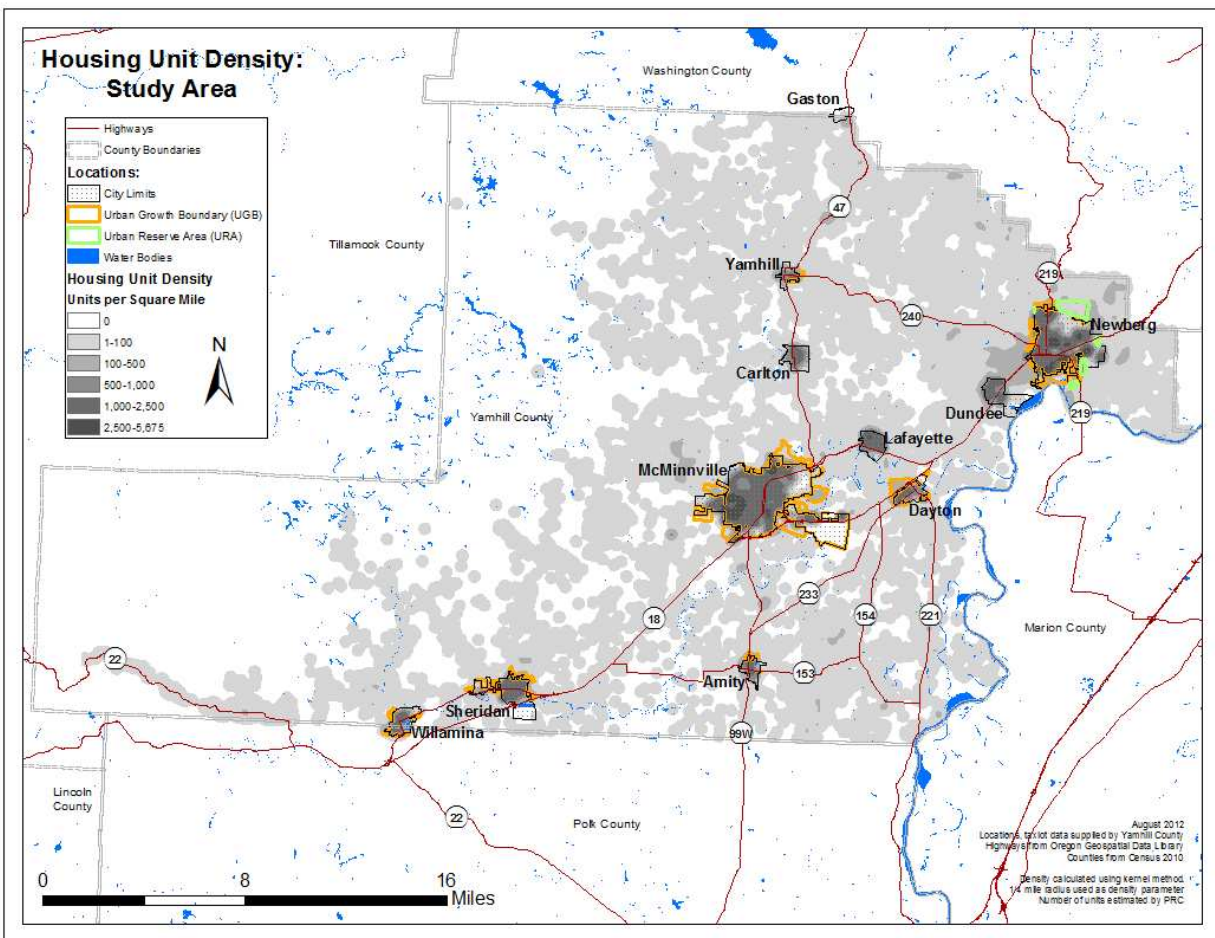 Housing Unit Density:
Study Area
Highways
County Boundaries
Locations:
City Limits
Urban Growth Boundary (UGB)
Urban Reserve Area (URA)
Water Bodies
Housing Unit Density
Units per Square Mile
0
1-100
100-500
500-1,000
1,000-2,500
2,500-5,675
N
Washington County
Gaston
47
Tillamook County
Yamhill
219
240
Newberg
Carlton
Yamhill County
Dundee
219
Lafayette
McMinnville
Dayton
233
18
154
221
Marion County
22
Amity
153
Sheridan
Willamina
99W
Lincoln
County
22
Polk County
August 2012
Locations, taxlot data supplied by Yamhill County
Highways from Oregon Geospatial Data Library
Counties from Census 2010
Density calculated using kernel method.
1/4 mile radius used as density parameter
Number of units estimated by PRC
0 8 16
Miles